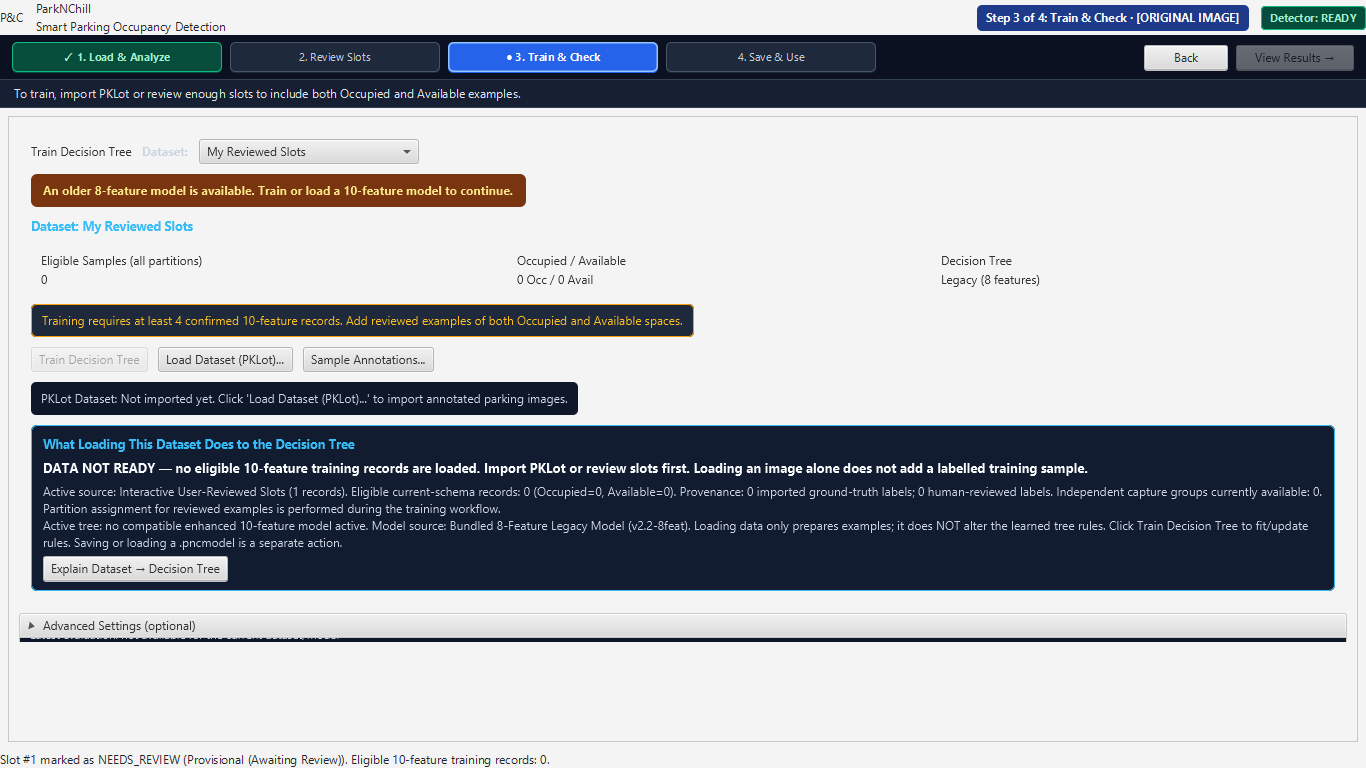 P&C
ParkNChill
Smart Parking Occupancy Detection
Step 3 of 4: Train & Check · [ORIGINAL IMAGE]
Detector: READY
✓ 1. Load & Analyze
2. Review Slots
● 3. Train & Check
4. Save & Use
Back
View Results →
To train, import PKLot or review enough slots to include both Occupied and Available examples.
Train Decision Tree
Dataset:
My Reviewed Slots
An older 8-feature model is available. Train or load a 10-feature model to continue.
Dataset: My Reviewed Slots
Eligible Samples (all partitions)
Occupied / Available
Decision Tree
0
0 Occ / 0 Avail
Legacy (8 features)
Training requires at least 4 confirmed 10-feature records. Add reviewed examples of both Occupied and Available spaces.
Train Decision Tree
Load Dataset (PKLot)...
Sample Annotations...
PKLot Dataset: Not imported yet. Click 'Load Dataset (PKLot)...' to import annotated parking images.
What Loading This Dataset Does to the Decision Tree
DATA NOT READY — no eligible 10-feature training records are loaded. Import PKLot or review slots first. Loading an image alone does not add a labelled training sample.
Active source: Interactive User-Reviewed Slots (1 records). Eligible current-schema records: 0 (Occupied=0, Available=0). Provenance: 0 imported ground-truth labels; 0 human-reviewed labels. Independent capture groups currently available: 0.
Partition assignment for reviewed examples is performed during the training workflow.
Active tree: no compatible enhanced 10-feature model active. Model source: Bundled 8-Feature Legacy Model (v2.2-8feat). Loading data only prepares examples; it does NOT alter the learned tree rules. Click Train Decision Tree to fit/update
rules. Saving or loading a .pncmodel is a separate action.
Explain Dataset → Decision Tree
Advanced Settings (optional)
Slot #1 marked as NEEDS_REVIEW (Provisional (Awaiting Review)). Eligible 10-feature training records: 0.